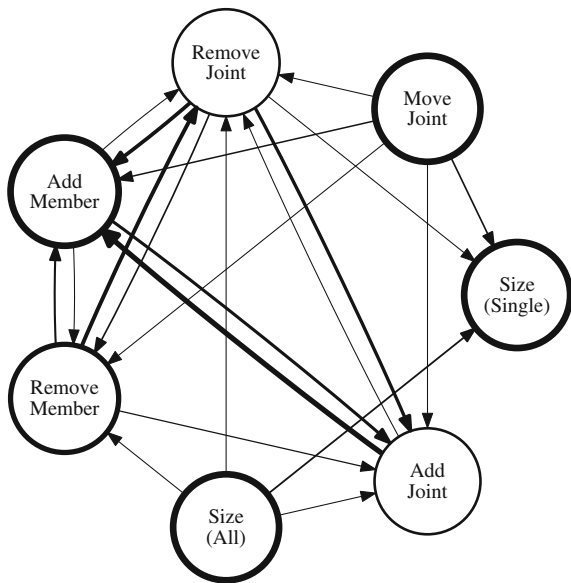 Remove
Joint
Move
Joint
Add
Member
Size
(Single)
Remove
Member
Add
Joint
Size
(All)